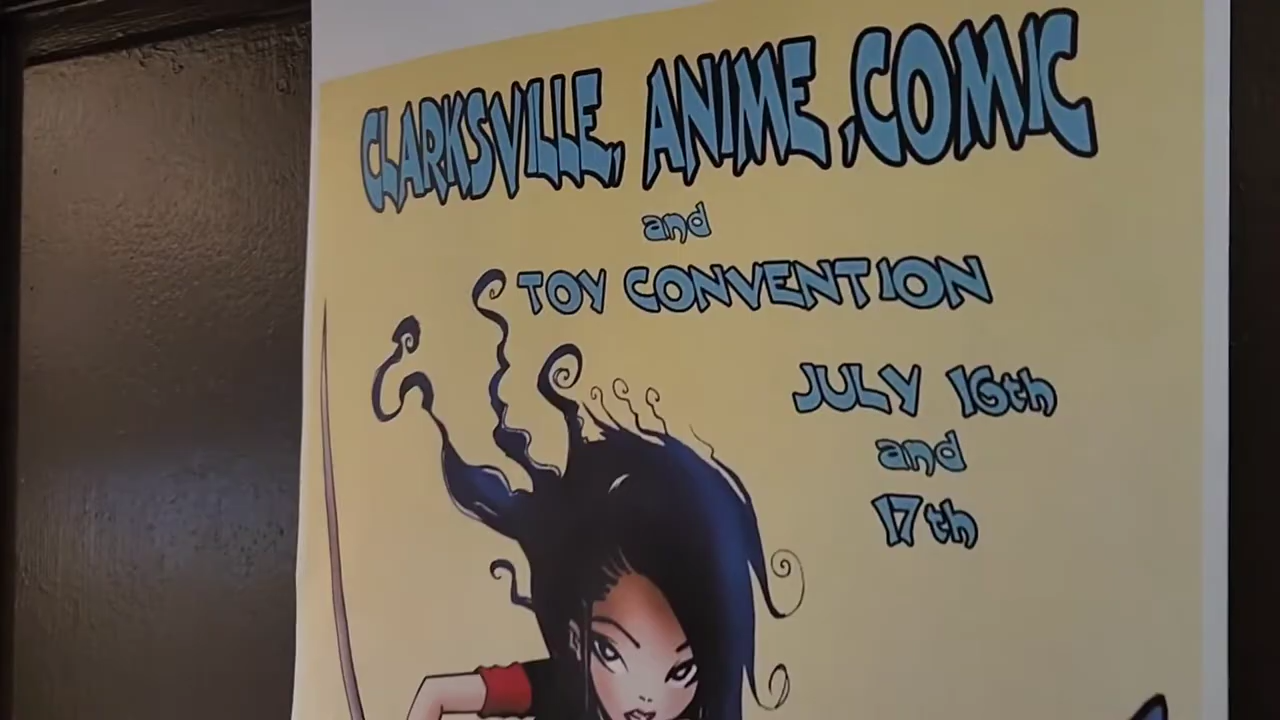 CLARKSVILLE, ANIME ,COMIC
and
TOY CONVENTION
JULY 16th
and
17th